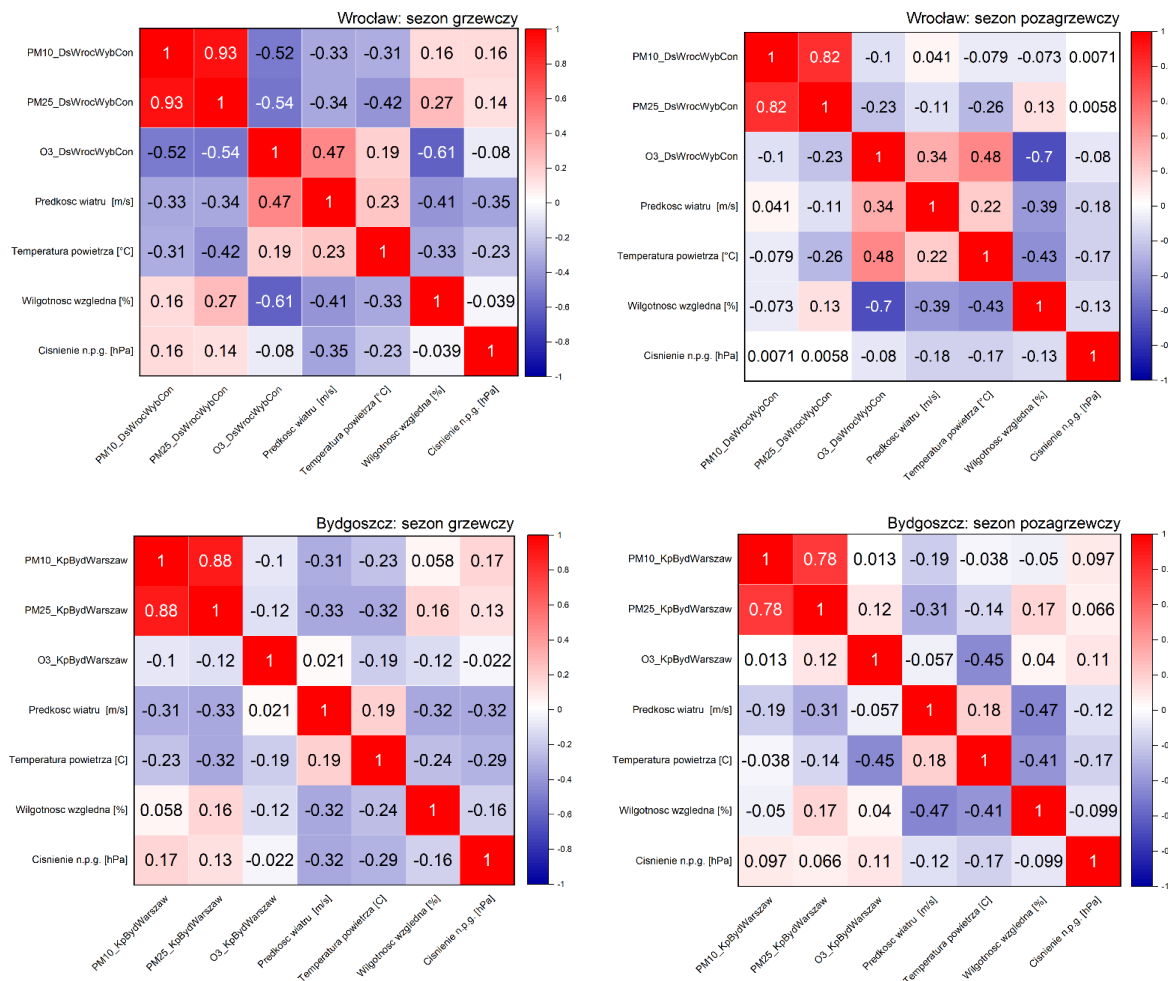 Wrocław: sezon grzewczy
PM10_DsWrocWybCon 1 0.93 -0.52 -0.33 -0.31 0.16 0.16
PM25_DsWrocWybCon 0.93 1 -0.54 -0.34 -0.42 0.27 0.14
O3_DsWrocWybCon -0.52 -0.54 1 0.47 0.19 -0.61 -0.08
Predkosc wiatru [m/s] -0.33 -0.34 0.47 1 0.23 -0.41 -0.35
Temperatura powietrza [°C] -0.31 -0.42 0.19 0.23 1 -0.33 -0.23
Wilgotnosc wzgledna [%] 0.16 0.27 -0.61 -0.41 -0.33 1 -0.039
Cisnienie n.p.g. [hPa] 0.16 0.14 -0.08 -0.35 -0.23 -0.039 1
PM10_DsWrocWybCon
PM25_DsWrocWybCon
O3_DsWrocWybCon
Predkosc wiatru [m/s]
Temperatura powietrza [°C]
Wilgotnosc wzgledna [%]
Cisnienie n.p.g. [hPa]
1
0.8
0.6
0.4
0.2
0
-0.2
-0.4
-0.6
-0.8
-1
Wrocław: sezon pozagrzewczy
PM10_DsWrocWybCon 1 0.82 -0.1 0.041 -0.079 -0.073 0.0071
PM25_DsWrocWybCon 0.82 1 -0.23 -0.11 -0.26 0.13 0.0058
O3_DsWrocWybCon -0.1 -0.23 1 0.34 0.48 -0.7 -0.08
Predkosc wiatru [m/s] 0.041 -0.11 0.34 1 0.22 -0.39 -0.18
Temperatura powietrza [°C] -0.079 -0.26 0.48 0.22 1 -0.43 -0.17
Wilgotnosc wzgledna [%] -0.073 0.13 -0.7 -0.39 -0.43 1 -0.13
Cisnienie n.p.g. [hPa] 0.0071 0.0058 -0.08 -0.18 -0.17 -0.13 1
PM10_DsWrocWybCon
PM25_DsWrocWybCon
O3_DsWrocWybCon
Predkosc wiatru [m/s]
Temperatura powietrza [°C]
Wilgotnosc wzgledna [%]
Cisnienie n.p.g. [hPa]
1
0
-1
Bydgoszcz: sezon grzewczy
PM10_KpBydWarszaw 1 0.88 -0.1 -0.31 -0.23 0.058 0.17
PM25_KpBydWarszaw 0.88 1 -0.12 -0.33 -0.32 0.16 0.13
O3_KpBydWarszaw -0.1 -0.12 1 0.021 -0.19 -0.12 -0.022
Predkosc wiatru [m/s] -0.31 -0.33 0.021 1 0.19 -0.32 -0.32
Temperatura powietrza [C] -0.23 -0.32 -0.19 0.19 1 -0.24 -0.29
Wilgotnosc wzgledna [%] 0.058 0.16 -0.12 -0.32 -0.24 1 -0.16
Cisnienie n.p.g. [hPa] 0.17 0.13 -0.022 -0.32 -0.29 -0.16 1
PM10_KpBydWarszaw
PM25_KpBydWarszaw
O3_KpBydWarszaw
Predkosc wiatru [m/s]
Temperatura powietrza [C]
Wilgotnosc wzgledna [%]
Cisnienie n.p.g. [hPa]
1
0.8
0.6
0.4
0.2
0
-0.2
-0.4
-0.6
-0.8
-1
Bydgoszcz: sezon pozagrzewczy
PM10_KpBydWarszaw 1 0.78 0.013 -0.19 -0.038 -0.05 0.097
PM25_KpBydWarszaw 0.78 1 0.12 -0.31 -0.14 0.17 0.066
O3_KpBydWarszaw 0.013 0.12 1 -0.057 -0.45 0.04 0.11
Predkosc wiatru [m/s] -0.19 -0.31 -0.057 1 0.18 -0.47 -0.12
Temperatura powietrza [C] -0.038 -0.14 -0.45 0.18 1 -0.41 -0.17
Wilgotnosc wzgledna [%] -0.05 0.17 0.04 -0.47 -0.41 1 -0.099
Cisnienie n.p.g. [hPa] 0.097 0.066 0.11 -0.12 -0.17 -0.099 1
PM10_KpBydWarszaw
PM25_KpBydWarszaw
O3_KpBydWarszaw
Predkosc wiatru [m/s]
Temperatura powietrza [C]
Wilgotnosc wzgledna [%]
Cisnienie n.p.g. [hPa]
1
0
-1